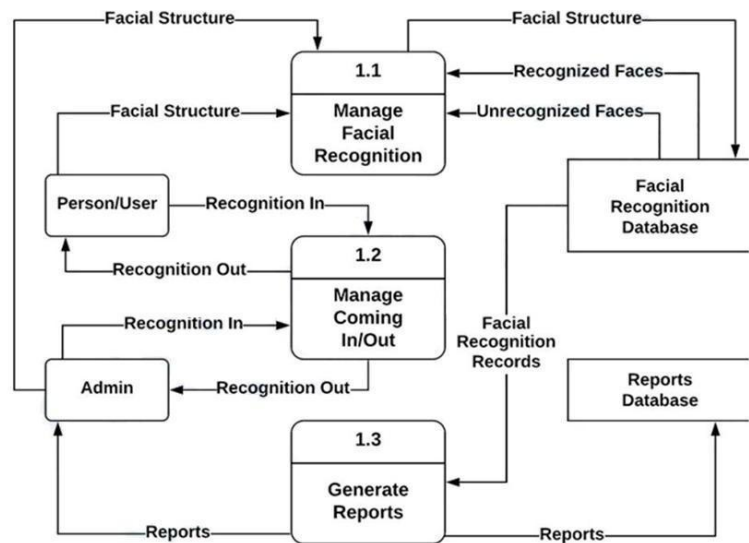 Facial Structure
Facial Structure
1.1
Manage
Facial
Recognition
Recognized Faces
Facial Structure
Unrecognized Faces
Person/User
Recognition In
Facial
Recognition
Database
1.2
Manage
Coming
In/Out
Recognition Out
Recognition In
Facial
Recognition
Records
Admin
Recognition Out
Reports
Database
1.3
Generate
Reports
Reports
Reports